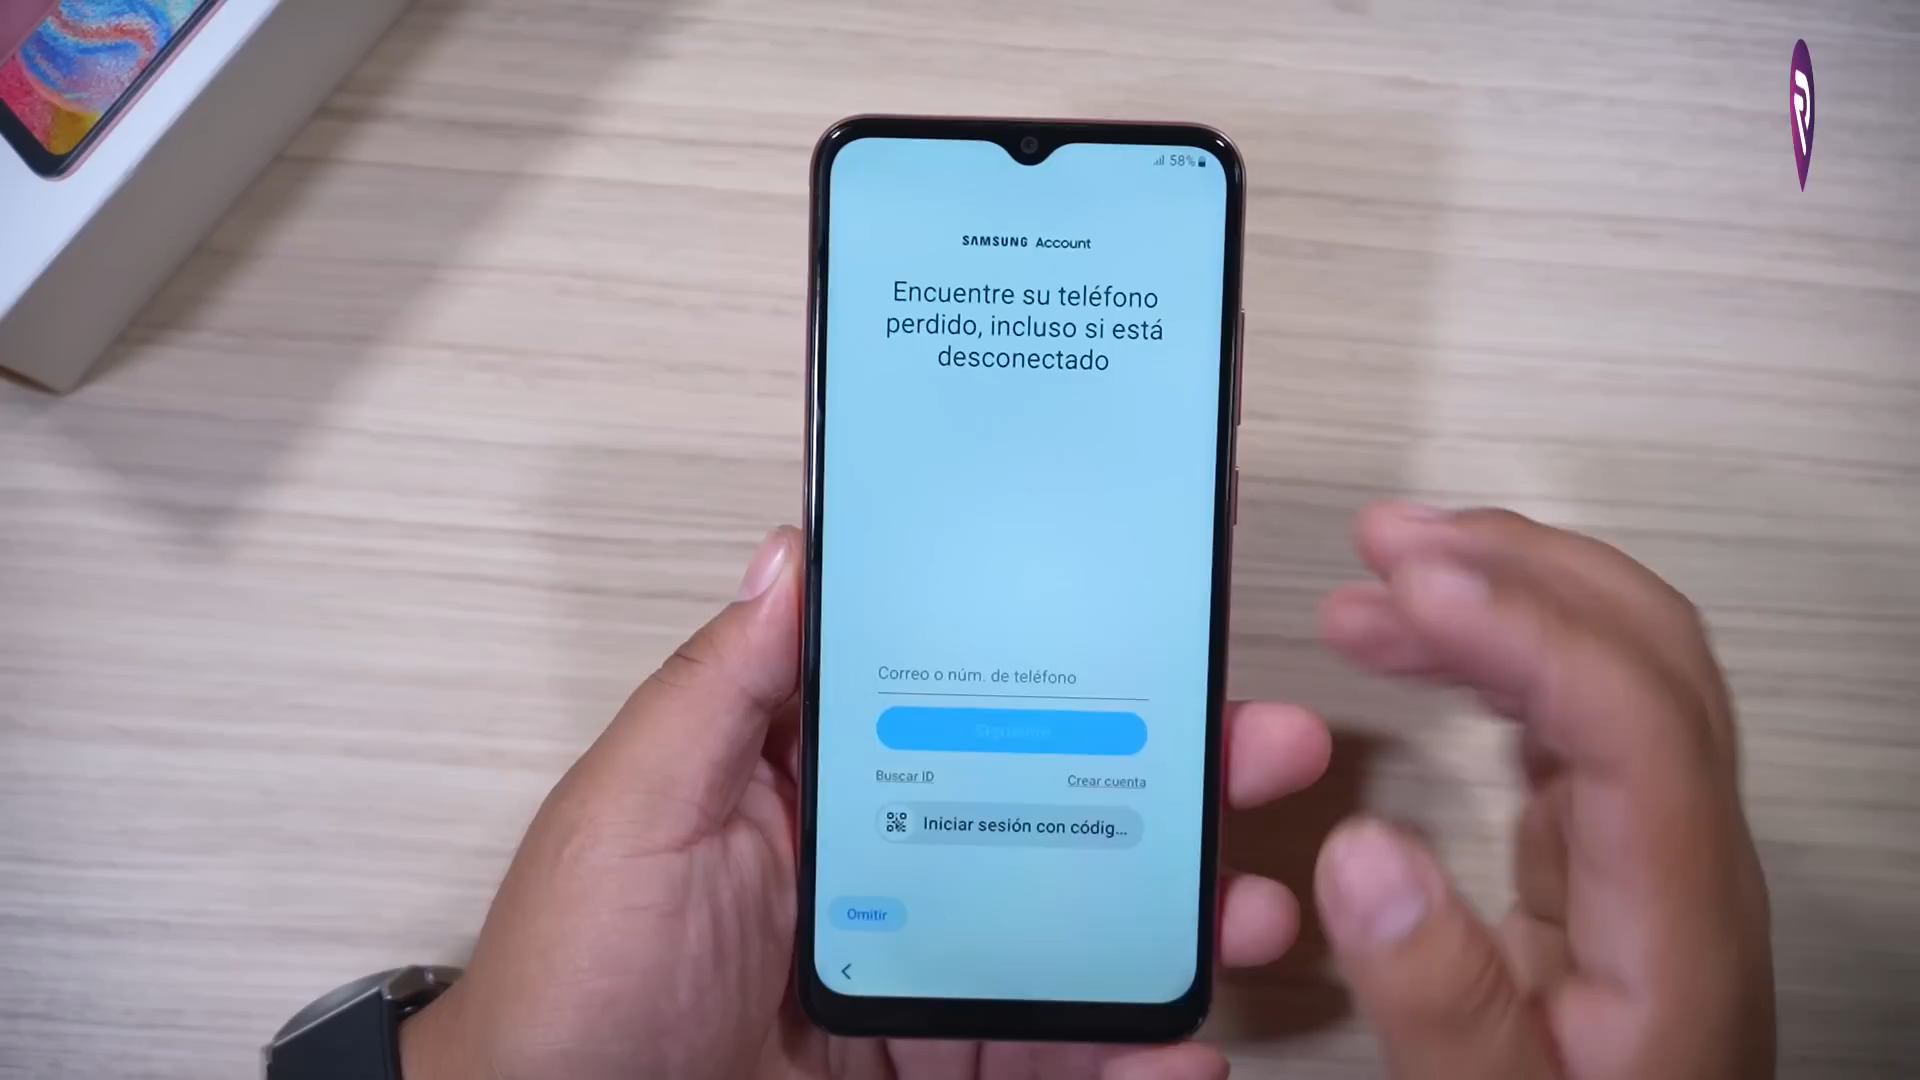 58%
SAMSUNG Account
Encuentre su teléfono
perdido, incluso si está
desconectado
Correo o núm. de teléfono
Siguiente
Buscar ID
Crear cuenta
Iniciar sesión con códig...
Omitir